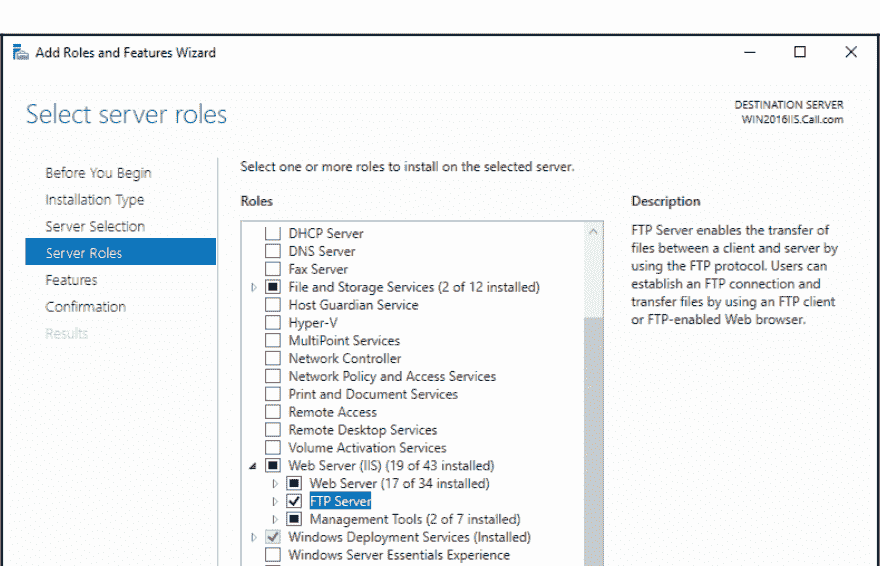 Add Roles and Features Wizard
Select server roles
DESTINATION SERVER
WIN2016IIS.Call.com
Before You Begin
Installation Type
Server Selection
Server Roles
Features
Confirmation
Results
Select one or more roles to install on the selected server.
Roles
DHCP Server
DNS Server
Fax Server
File and Storage Services (2 of 12 installed)
Host Guardian Service
Hyper-V
MultiPoint Services
Network Controller
Network Policy and Access Services
Print and Document Services
Remote Access
Remote Desktop Services
Volume Activation Services
Web Server (IIS) (19 of 43 installed)
Web Server (17 of 34 installed)
FTP Server
Management Tools (2 of 7 installed)
Windows Deployment Services (Installed)
Windows Server Essentials Experience
Description
FTP Server enables the transfer of
files between a client and server by
using the FTP protocol. Users can
establish an FTP connection and
transfer files by using an FTP client
or FTP-enabled Web browser.